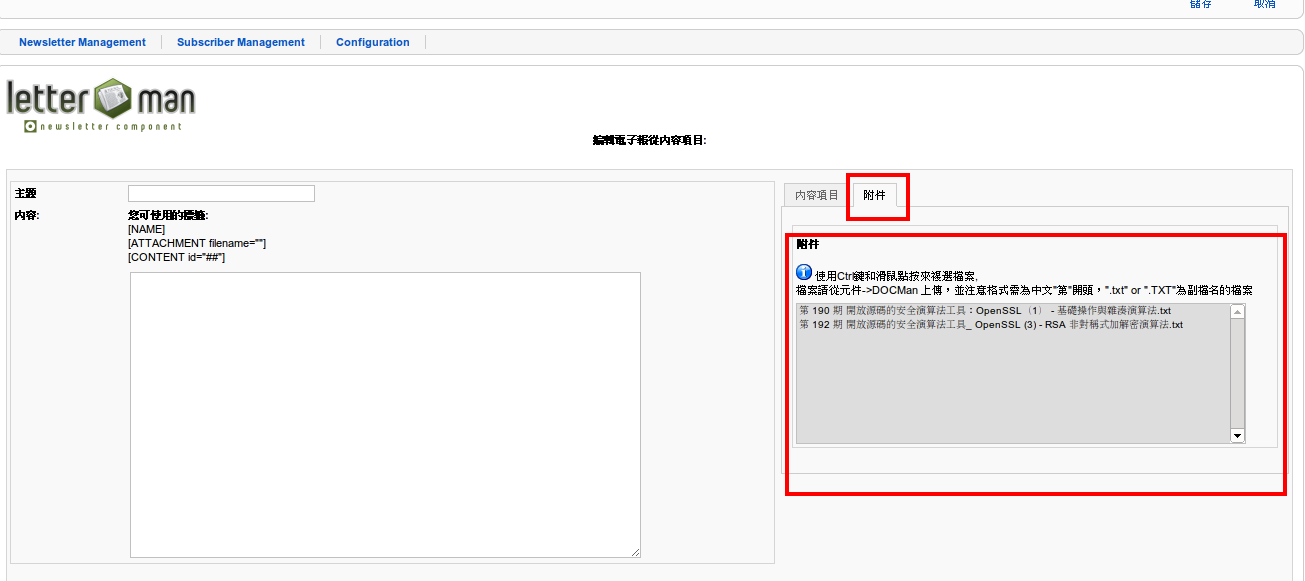 儲存 取消
Newsletter Management Subscriber Management Configuration
letterman
newsletter component
編輯電子報從内容項目:
主題
内容:
您可使用的標籤:
[NAME]
[ATTACHMENT filename=""]
[CONTENT id="##"]
内容項目 附件
附件
使用Ctrl鍵和滑鼠點按來複選檔案,
檔案請從元件->DOCMan 上傳，並注意格式需為中文"第"開頭，".txt" or ".TXT"為副檔名的檔案
第 190 期 開放源碼的安全演算法工具：OpenSSL（1） - 基礎操作與雜湊演算法.txt
第 192 期 開放源碼的安全演算法工具_ OpenSSL (3) - RSA 非對稱式加解密演算法.txt